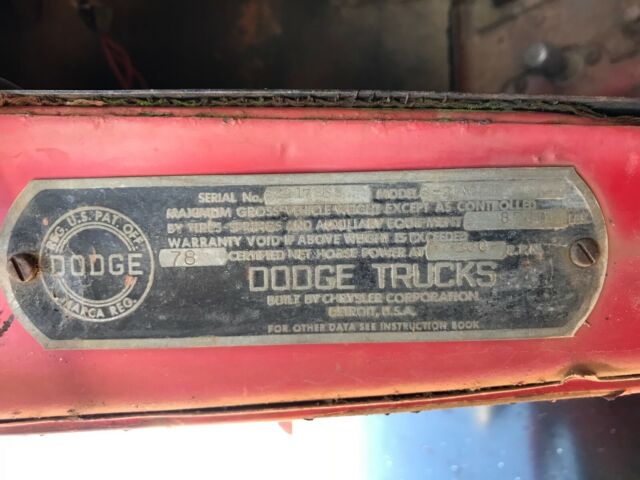 SERIAL No. MODEL
MAXIMUM GROSS VEHICLE WEIGHT EXCEPT AS CONTROLLED
BY TIRES SPRINGS AND AUXILIARY EQUIPMENT
WARRANTY VOID IF ABOVE WEIGHT IS EXCEEDED
78 CERTIFIED NET HORSE POWER AT R.P.M.
DODGE TRUCKS
BUILT BY CHRYSLER CORPORATION
DETROIT, U.S.A.
FOR OTHER DATA SEE INSTRUCTION BOOK
REG. U.S. PAT. OFF.
DODGE
MARCA REG.